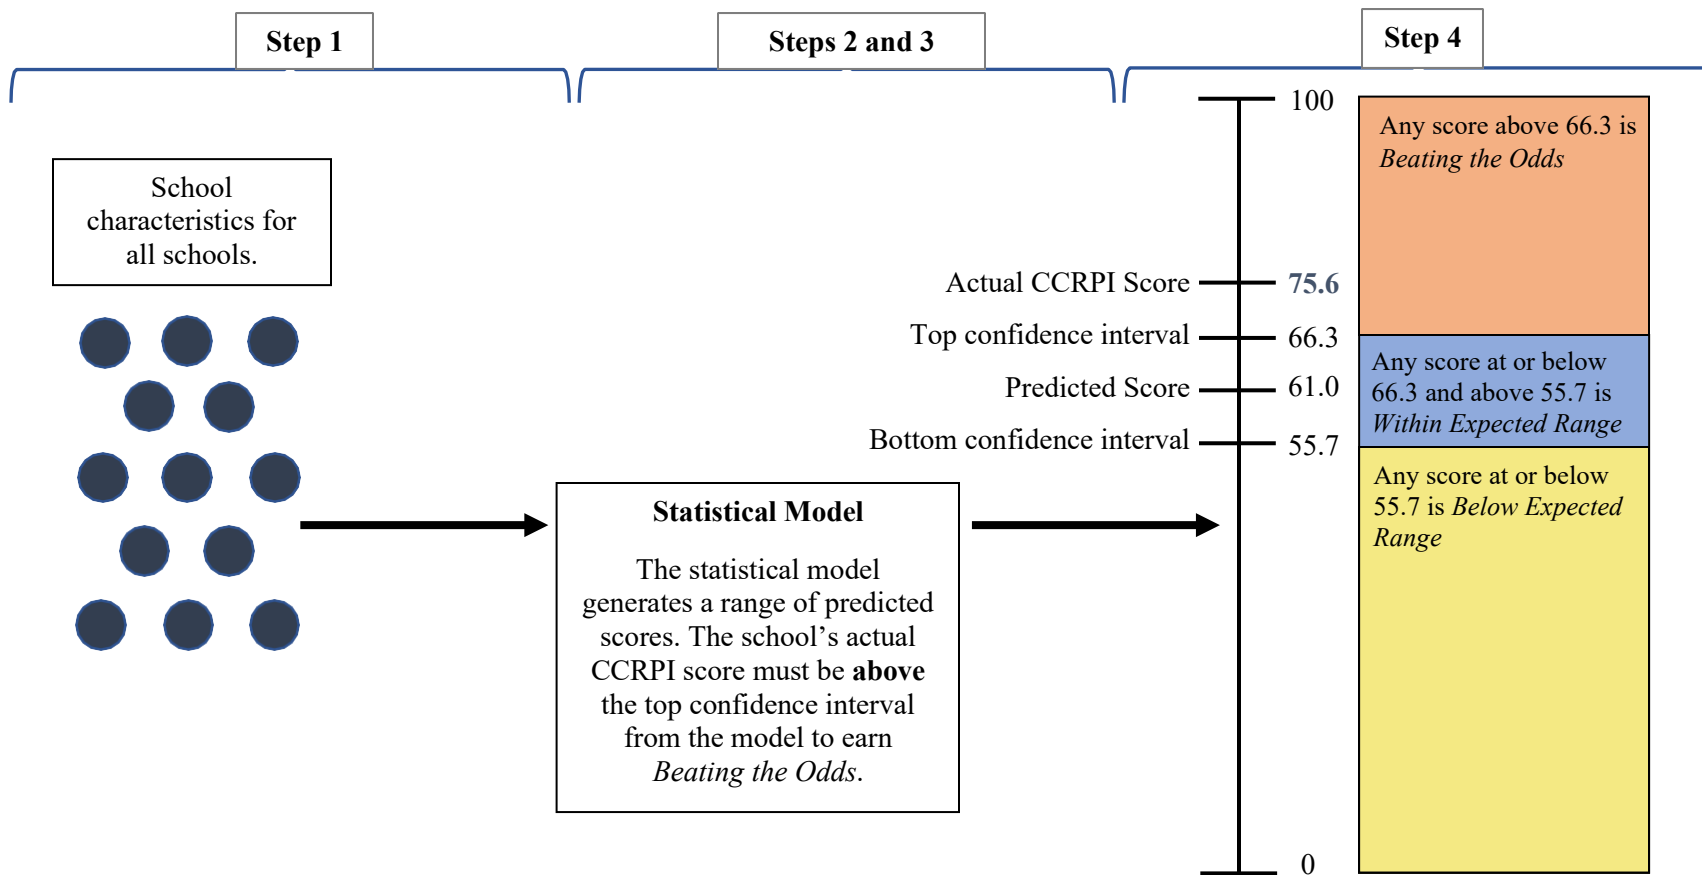 Step 1
Steps 2 and 3
Step 4
School
characteristics for
all schools.
Statistical Model
The statistical model
generates a range of predicted
scores. The school’s actual
CCRPI score must be above
the top confidence interval
from the model to earn
Beating the Odds.
100
Actual CCRPI Score 75.6
Top confidence interval 66.3
Predicted Score 61.0
Bottom confidence interval 55.7
0
Any score above 66.3 is
Beating the Odds
Any score at or below
66.3 and above 55.7 is
Within Expected Range
Any score at or below
55.7 is Below Expected
Range